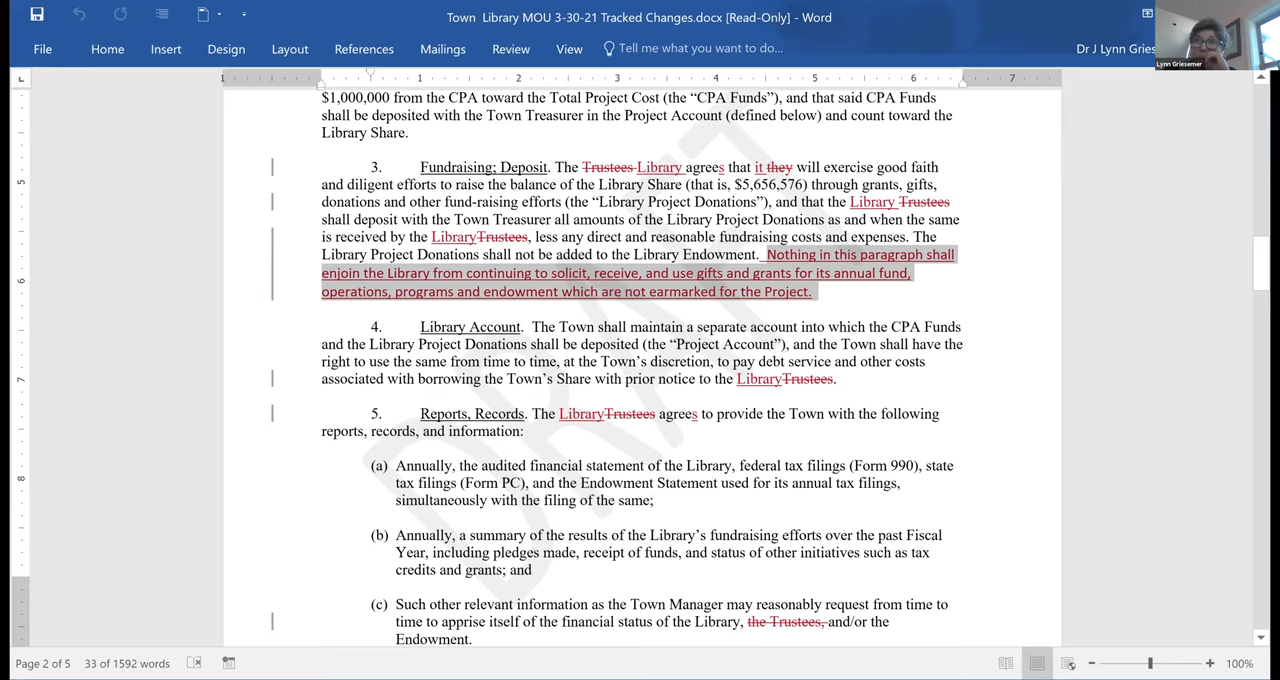 Town Library MOU 3-30-21 Tracked Changes.docx [Read-Only] - Word
File Home Insert Design Layout References Mailings Review View Tell me what you want to do...
Dr J Lynn Gries
Lynn Griesemer
1 1 2 3 4 5 6 7
$1,000,000 from the CPA toward the Total Project Cost (the “CPA Funds”), and that said CPA Funds
shall be deposited with the Town Treasurer in the Project Account (defined below) and count toward the
Library Share.
3. Fundraising; Deposit. The Trustees Library agrees that it they will exercise good faith
and diligent efforts to raise the balance of the Library Share (that is, $5,656,576) through grants, gifts,
donations and other fund-raising efforts (the “Library Project Donations”), and that the Library Trustees
shall deposit with the Town Treasurer all amounts of the Library Project Donations as and when the same
is received by the LibraryTrustees, less any direct and reasonable fundraising costs and expenses. The
Library Project Donations shall not be added to the Library Endowment. Nothing in this paragraph shall
enjoin the Library from continuing to solicit, receive, and use gifts and grants for its annual fund,
operations, programs and endowment which are not earmarked for the Project.
4. Library Account. The Town shall maintain a separate account into which the CPA Funds
and the Library Project Donations shall be deposited (the “Project Account”), and the Town shall have the
right to use the same from time to time, at the Town’s discretion, to pay debt service and other costs
associated with borrowing the Town’s Share with prior notice to the LibraryTrustees.
5. Reports, Records. The LibraryTrustees agrees to provide the Town with the following
reports, records, and information:
(a) Annually, the audited financial statement of the Library, federal tax filings (Form 990), state
tax filings (Form PC), and the Endowment Statement used for its annual tax filings,
simultaneously with the filing of the same;
(b) Annually, a summary of the results of the Library’s fundraising efforts over the past Fiscal
Year, including pledges made, receipt of funds, and status of other initiatives such as tax
credits and grants; and
(c) Such other relevant information as the Town Manager may reasonably request from time to
time to apprise itself of the financial status of the Library, the Trustees, and/or the
Endowment.
DRAFT
5
6
7
8
Page 2 of 5 33 of 1592 words 100%